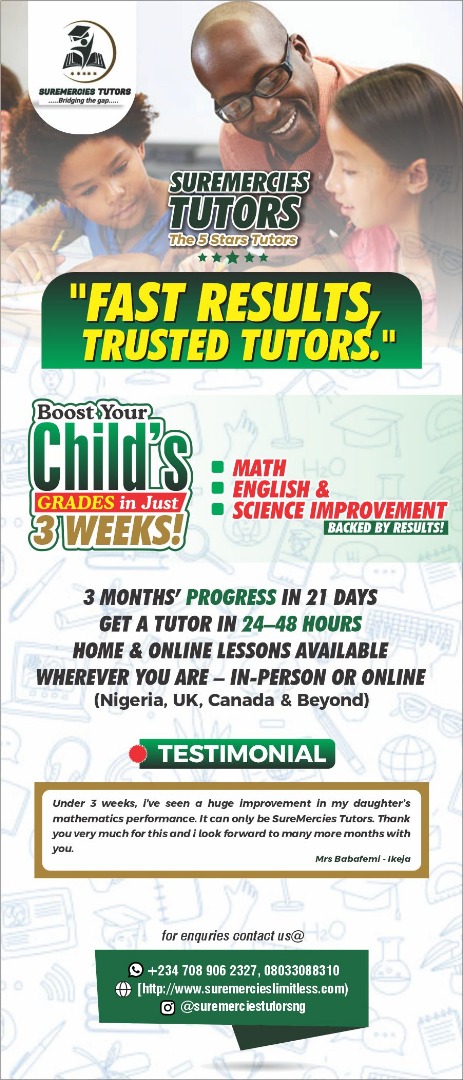 SUREMERCIES TUTORS
.....Bridging the gap.....
SUREMERCIES
TUTORS
The 5 Stars Tutors
"FAST RESULTS,
TRUSTED TUTORS."
Boost Your
Child's
GRADES in Just
3 WEEKS!
MATH
ENGLISH &
SCIENCE IMPROVEMENT
BACKED BY RESULTS!
3 MONTHS' PROGRESS IN 21 DAYS
GET A TUTOR IN 24–48 HOURS
HOME & ONLINE LESSONS AVAILABLE
WHEREVER YOU ARE – IN-PERSON OR ONLINE
(Nigeria, UK, Canada & Beyond)
TESTIMONIAL
Under 3 weeks, i've seen a huge improvement in my daughter's
mathematics performance. It can only be SureMercies Tutors. Thank
you very much for this and i look forward to many more months with
you.
Mrs Babafemi - Ikeja
for enquries contact us@
+234 708 906 2327, 08033088310
[http://www.suremercieslimitless.com)
@suremerciestutorsng